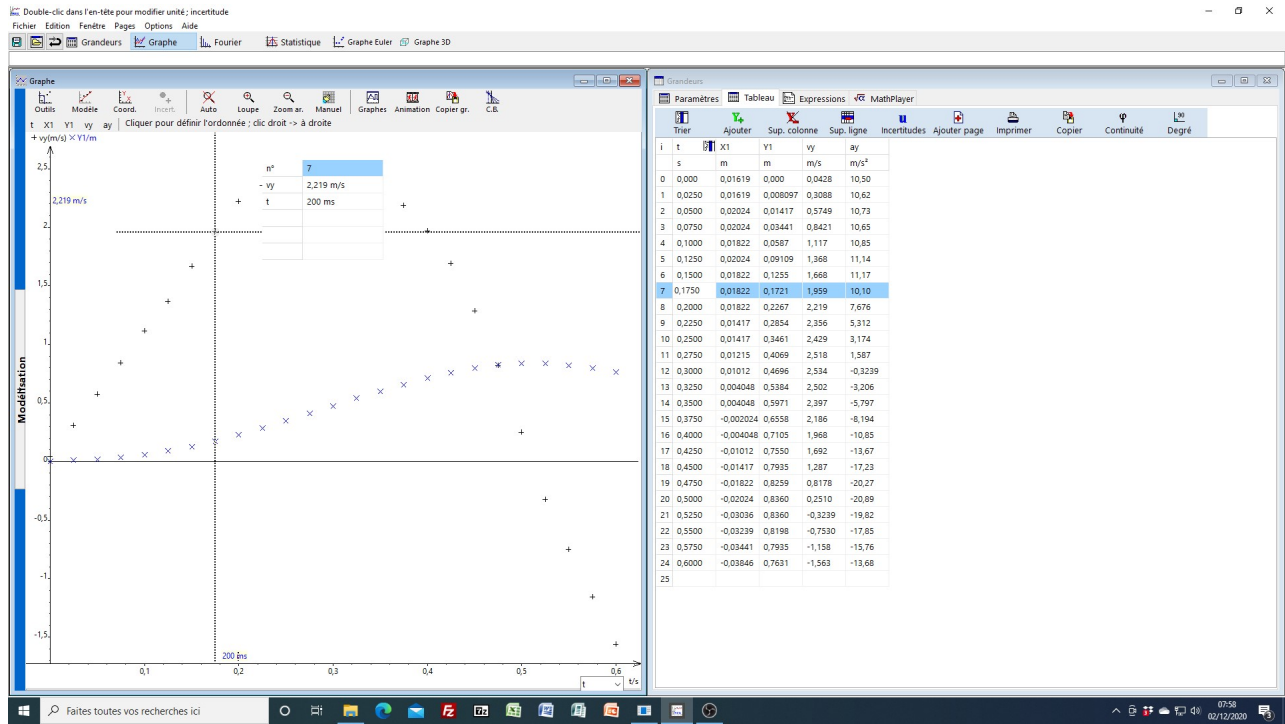 Double-clic dans l'en-tête pour modifier unité ; incertitude
Fichier Edition Fenêtre Pages Options Aide
Grandeurs Graphe Fourier Statistique Graphe Euler Graphe 3D
Graphe
Outils Modèle Coord. Incert. Auto Loupe Zoom ar. Manuel Graphes Animation Copier gr. C.B.
t X1 Y1 vy ay Cliquer pour définir l'ordonnée ; clic droit -> à droite
+ vy(m/s) × Y1/m
n° 7
vy 2,219 m/s
t 200 ms
2,5
2,219 m/s
2
1,5
1
0,5
0
-0,5
-1
-1,5
200 ms
0,1 0,2 0,3 0,4 0,5 0,6
t t/s
Modélisation
Grandeurs
Paramètres Tableau Expressions MathPlayer
Trier Ajouter Sup. colonne Sup. ligne Incertitudes Ajouter page Imprimer Copier Continuité Degré
i t X1 Y1 vy ay
s m m m/s m/s²
0 0,000 0,01619 0,000 0,0428 10,50
1 0,0250 0,01619 0,008097 0,3088 10,62
2 0,0500 0,02024 0,01417 0,5749 10,73
3 0,0750 0,02024 0,03441 0,8421 10,65
4 0,1000 0,01822 0,0587 1,117 10,85
5 0,1250 0,02024 0,09109 1,368 11,14
6 0,1500 0,01822 0,1255 1,668 11,17
7 0,1750 0,01822 0,1721 1,959 10,10
8 0,2000 0,01822 0,2267 2,219 7,676
9 0,2250 0,01417 0,2854 2,356 5,312
10 0,2500 0,01417 0,3461 2,429 3,174
11 0,2750 0,01215 0,4069 2,518 1,587
12 0,3000 0,01012 0,4696 2,534 -0,3239
13 0,3250 0,004048 0,5384 2,502 -3,206
14 0,3500 0,004048 0,5971 2,397 -5,797
15 0,3750 -0,002024 0,6558 2,186 -8,194
16 0,4000 -0,004048 0,7105 1,968 -10,85
17 0,4250 -0,01012 0,7550 1,692 -13,67
18 0,4500 -0,01417 0,7935 1,287 -17,23
19 0,4750 -0,01822 0,8259 0,8178 -20,27
20 0,5000 -0,02024 0,8360 0,2510 -20,89
21 0,5250 -0,03036 0,8360 -0,3239 -19,82
22 0,5500 -0,03239 0,8198 -0,7530 -17,85
23 0,5750 -0,03441 0,7935 -1,158 -15,76
24 0,6000 -0,03846 0,7631 -1,563 -13,68
25
Faites toutes vos recherches ici
07:58
02/12/2020